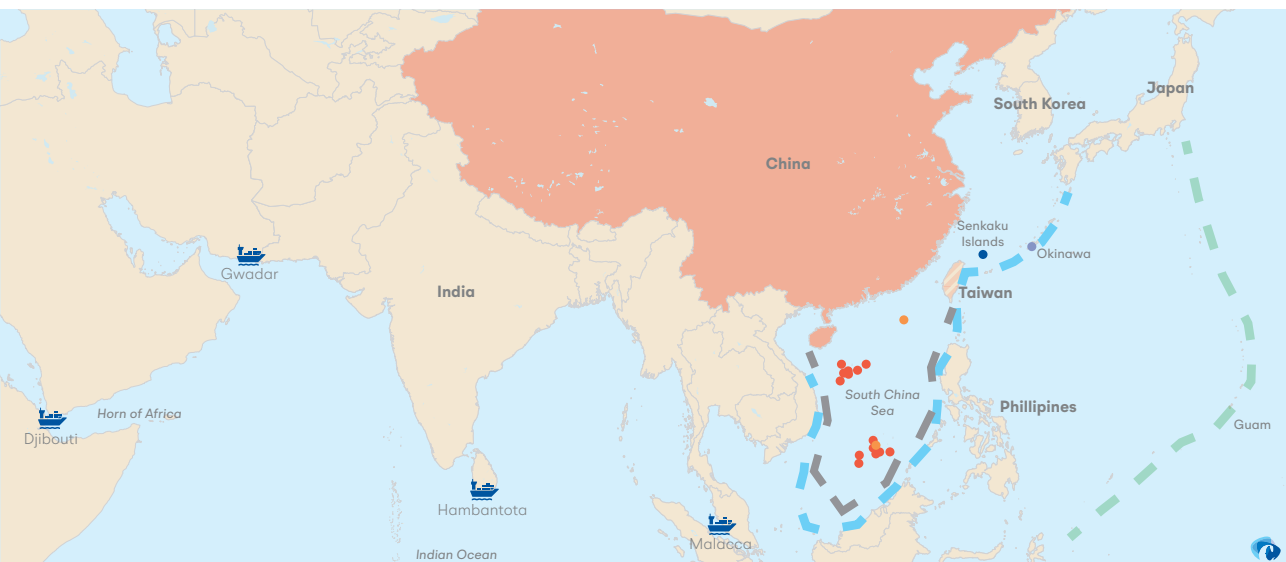 Japan
South Korea
China
Senkaku
Islands
Okinawa
Gwadar
India
Taiwan
South China
Sea
Phillipines
Horn of Africa
Guam
Djibouti
Hambantota
Malacca
Indian Ocean